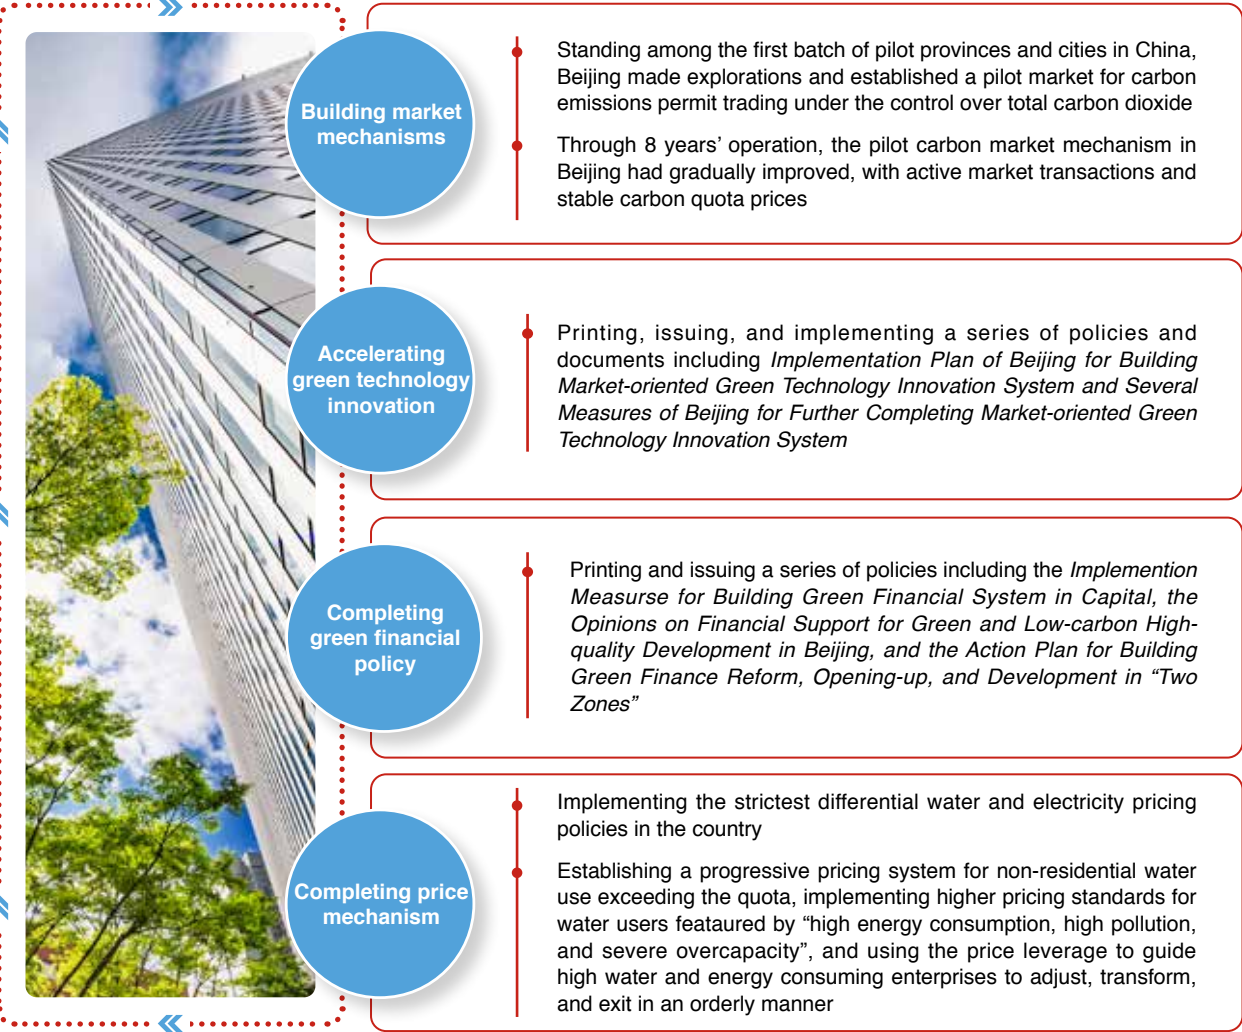 Building market
mechanisms
Standing among the first batch of pilot provinces and cities in China,
Beijing made explorations and established a pilot market for carbon
emissions permit trading under the control over total carbon dioxide
Through 8 years’ operation, the pilot carbon market mechanism in
Beijing had gradually improved, with active market transactions and
stable carbon quota prices
Accelerating
green technology
innovation
Printing, issuing, and implementing a series of policies and
documents including Implementation Plan of Beijing for Building
Market-oriented Green Technology Innovation System and Several
Measures of Beijing for Further Completing Market-oriented Green
Technology Innovation System
Completing
green financial
policy
Printing and issuing a series of policies including the Implemention
Measurse for Building Green Financial System in Capital, the
Opinions on Financial Support for Green and Low-carbon High-
quality Development in Beijing, and the Action Plan for Building
Green Finance Reform, Opening-up, and Development in “Two
Zones”
Completing price
mechanism
Implementing the strictest differential water and electricity pricing
policies in the country
Establishing a progressive pricing system for non-residential water
use exceeding the quota, implementing higher pricing standards for
water users feataured by “high energy consumption, high pollution,
and severe overcapacity”, and using the price leverage to guide
high water and energy consuming enterprises to adjust, transform,
and exit in an orderly manner